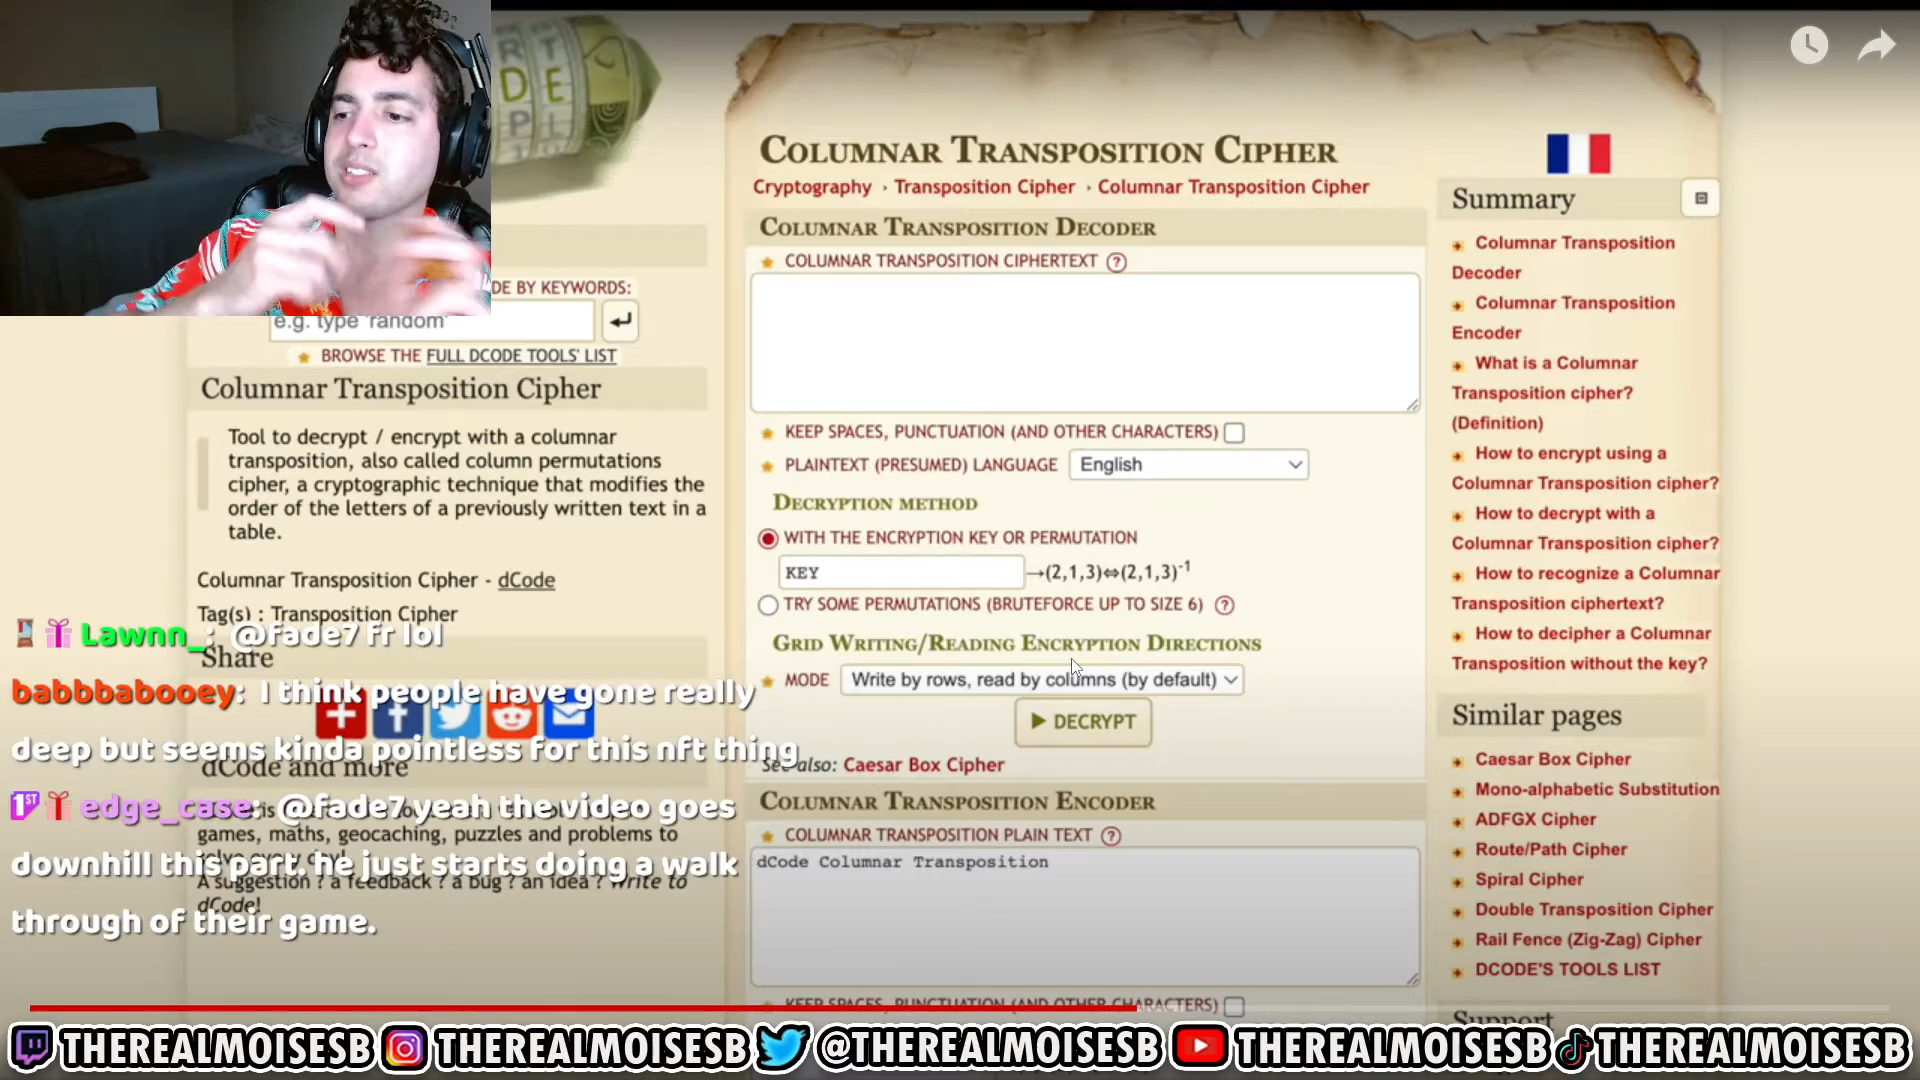 COLUMNAR TRANSPOSITION CIPHER
Cryptography › Transposition Cipher › Columnar Transposition Cipher
COLUMNAR TRANSPOSITION DECODER
COLUMNAR TRANSPOSITION CIPHERTEXT ?
KEEP SPACES, PUNCTUATION (AND OTHER CHARACTERS)
PLAINTEXT (PRESUMED) LANGUAGE English
DECRYPTION METHOD
WITH THE ENCRYPTION KEY OR PERMUTATION
KEY →(2,1,3)⇔(2,1,3)-1
TRY SOME PERMUTATIONS (BRUTEFORCE UP TO SIZE 6) ?
GRID WRITING/READING ENCRYPTION DIRECTIONS
MODE Write by rows, read by columns (by default)
DECRYPT
See also: Caesar Box Cipher
COLUMNAR TRANSPOSITION ENCODER
COLUMNAR TRANSPOSITION PLAIN TEXT ?
dCode Columnar Transposition
KEEP SPACES, PUNCTUATION (AND OTHER CHARACTERS)
DE BY KEYWORDS:
e.g. type 'random'
BROWSE THE FULL DCODE TOOLS' LIST
Columnar Transposition Cipher
Tool to decrypt / encrypt with a columnar
transposition, also called column permutations
cipher, a cryptographic technique that modifies the
order of the letters of a previously written text in a
table.
Columnar Transposition Cipher - dCode
Tag(s) : Transposition Cipher
Share
dCode and more
games, maths, geocaching, puzzles and problems to
A suggestion ? a feedback ? a bug ? an idea ? Write to
dCode!
Lawnn_: @fade7 fr lol
babbbabooey: I think people have gone really
deep but seems kinda pointless for this nft thing
1ST edge_case: @fade7 yeah the video goes
downhill this part. he just starts doing a walk
through of their game.
Summary
Columnar Transposition
Decoder
Columnar Transposition
Encoder
What is a Columnar
Transposition cipher?
(Definition)
How to encrypt using a
Columnar Transposition cipher?
How to decrypt with a
Columnar Transposition cipher?
How to recognize a Columnar
Transposition ciphertext?
How to decipher a Columnar
Transposition without the key?
Similar pages
Caesar Box Cipher
Mono-alphabetic Substitution
ADFGX Cipher
Route/Path Cipher
Spiral Cipher
Double Transposition Cipher
Rail Fence (Zig-Zag) Cipher
DCODE'S TOOLS LIST
Support
THEREALMOISESB THEREALMOISESB @THEREALMOISESB THEREALMOISESB THEREALMOISESB